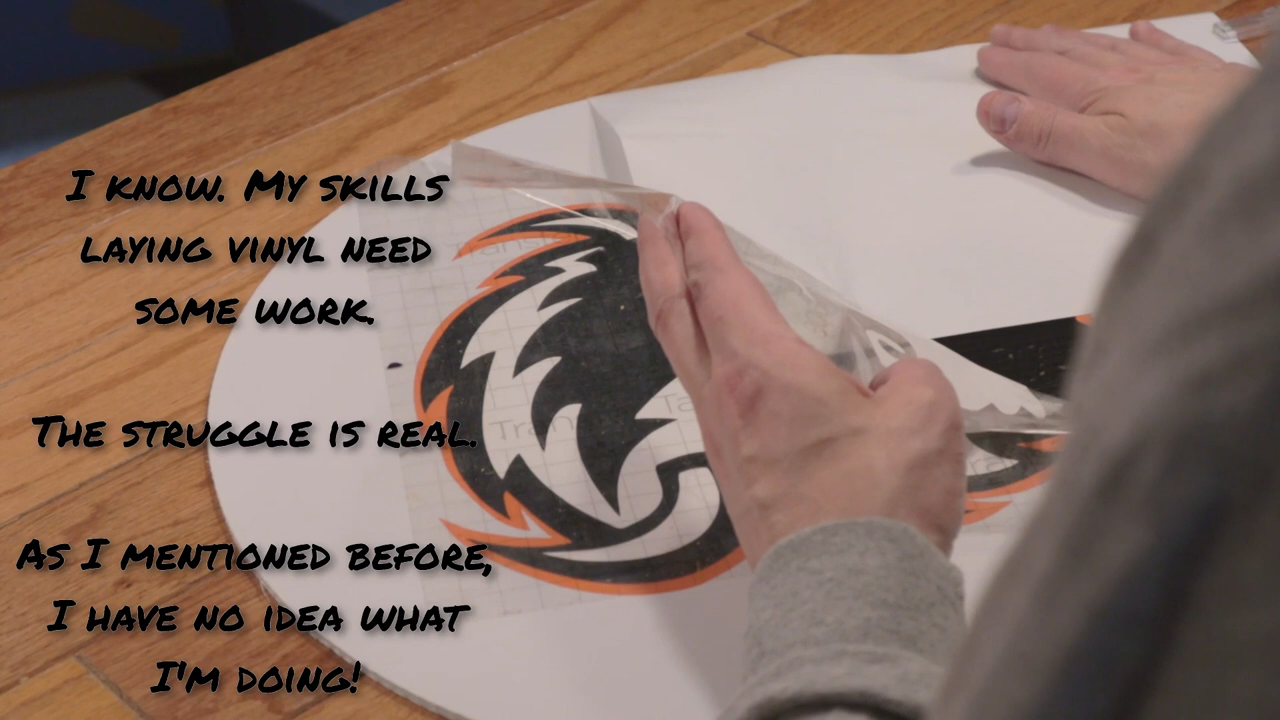 I know. My skills
laying vinyl need
some work.
The struggle is real.
As I mentioned before,
I have no idea what
I'm doing!